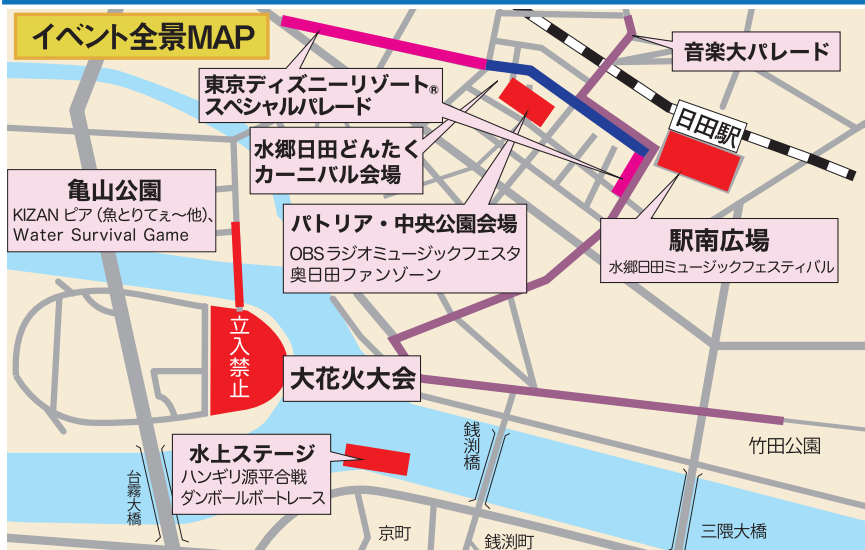 イベント全景MAP
音楽大パレード
東京ディズニーリゾート®
スペシャルパレード
日田駅
水郷日田どんたく
カーニバル会場
亀山公園
KIZAN ピア（魚とりてぇ～他）、
Water Survival Game
パトリア・中央公園会場
OBSラジオミュージックフェスタ
奥日田ファンゾーン
駅南広場
水郷日田ミュージックフェスティバル
立入禁止
大花火大会
水上ステージ
ハンギリ源平合戦
ダンボールボートレース
銭渕橋
竹田公園
台霧大橋
京町
銭渕町
三隈大橋